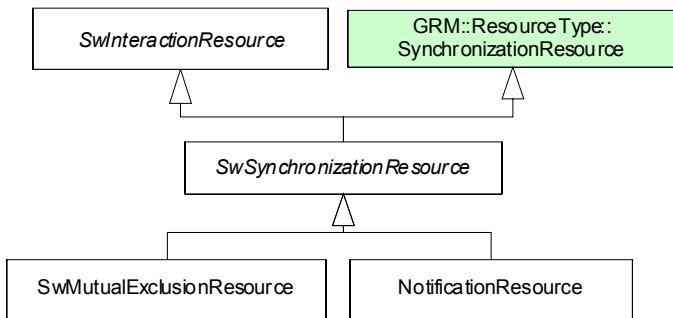 SwInteractionResource
GRM::ResourceType::
SynchronizationResource
SwSynchronizationResource
SwMutualExclusionResource
NotificationResource